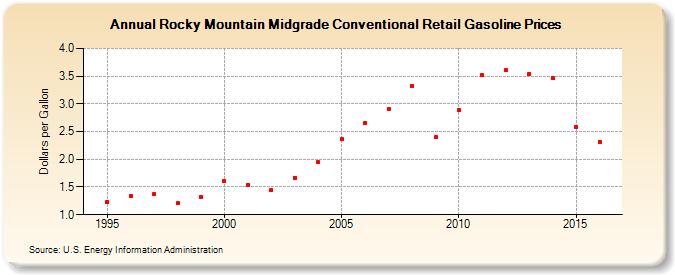 Annual Rocky Mountain Midgrade Conventional Retail Gasoline Prices
Dollars per Gallon
4.0
3.5
3.0
2.5
2.0
1.5
1.0
1995 2000 2005 2010 2015
Source: U.S. Energy Information Administration